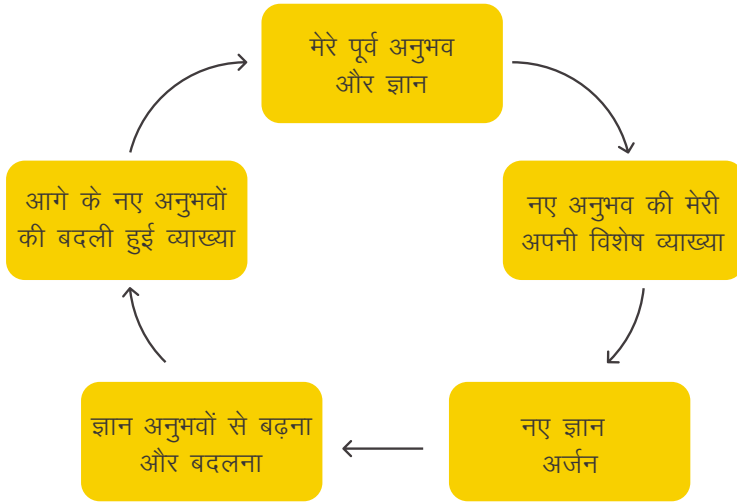 मेरे पूर्व अनुभव
और ज्ञान
नए अनुभव की मेरी
अपनी विशेष व्याख्या
नए ज्ञान
अर्जन
ज्ञान अनुभवों से बढ़ना
और बदलना
आगे के नए अनुभवों
की बदली हुई व्याख्या